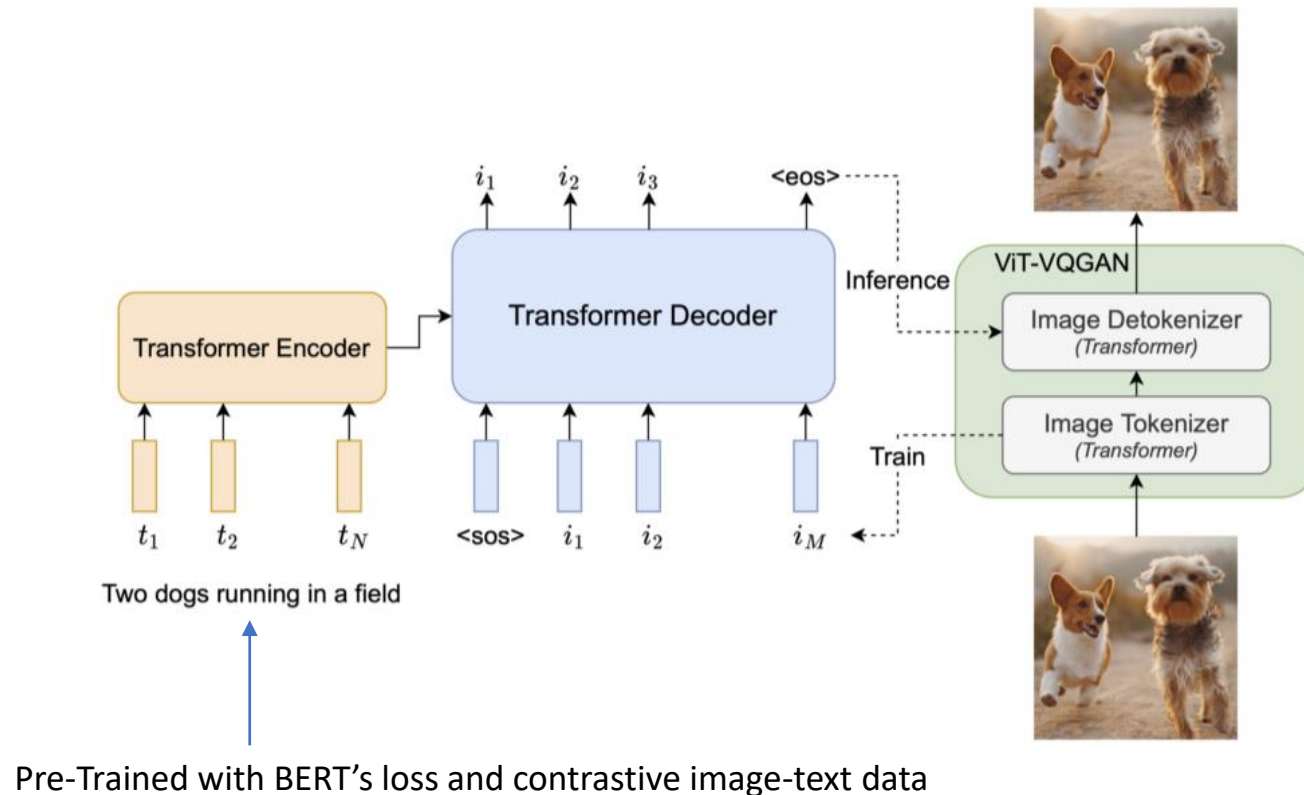 i₁ i₂ i₃ <eos>
ViT-VQGAN
Inference
Image Detokenizer
(Transformer)
Transformer Decoder
Transformer Encoder
Image Tokenizer
(Transformer)
Train
t₁ t₂ t_N <sos> i₁ i₂ i_M
Two dogs running in a field
Pre-Trained with BERT’s loss and contrastive image-text data